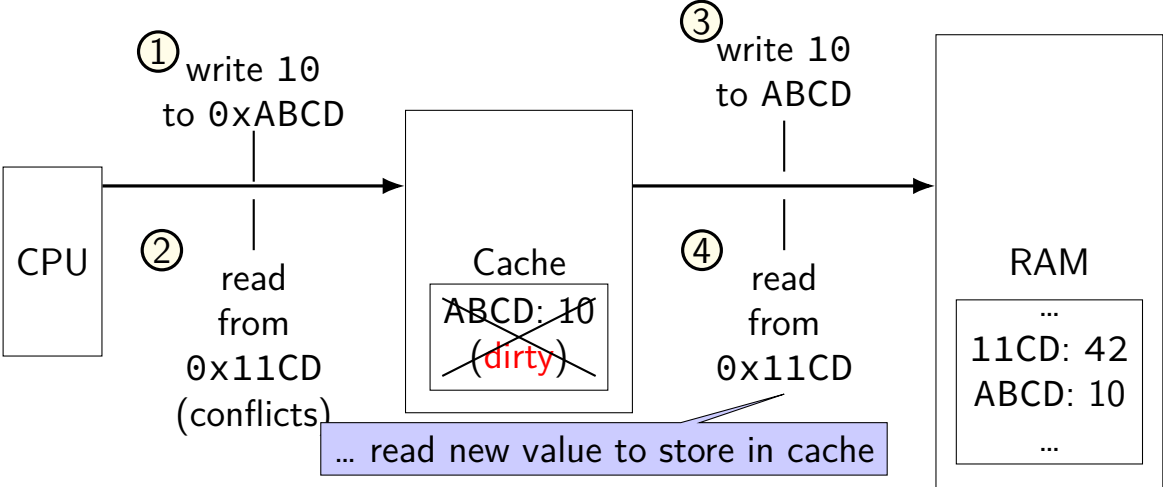 1
write 10
to 0xABCD
3
write 10
to ABCD
CPU
2
read
from
0x11CD
(conflicts)
Cache
ABCD: 10
(dirty)
4
read
from
0x11CD
RAM
...
11CD: 42
ABCD: 10
...
... read new value to store in cache